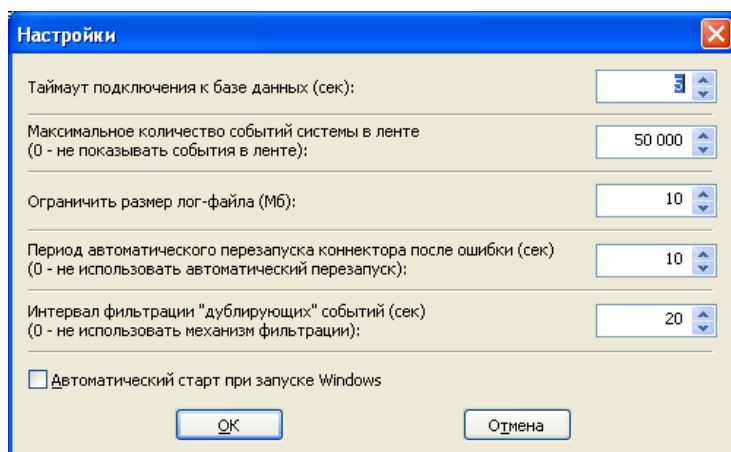 Настройки
Таймаут подключения к базе данных (сек):
5
Максимальное количество событий системы в ленте
(0 - не показывать события в ленте):
50 000
Ограничить размер лог-файла (Мб):
10
Период автоматического перезапуска коннектора после ошибки (сек)
(0 - не использовать автоматический перезапуск):
10
Интервал фильтрации "дублирующих" событий (сек)
(0 - не использовать механизм фильтрации):
20
Автоматический старт при запуске Windows
OK
Отмена